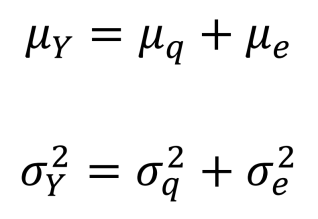 μ_Y = μ_q + μ_e
σ_Y^2 = σ_q^2 + σ_e^2